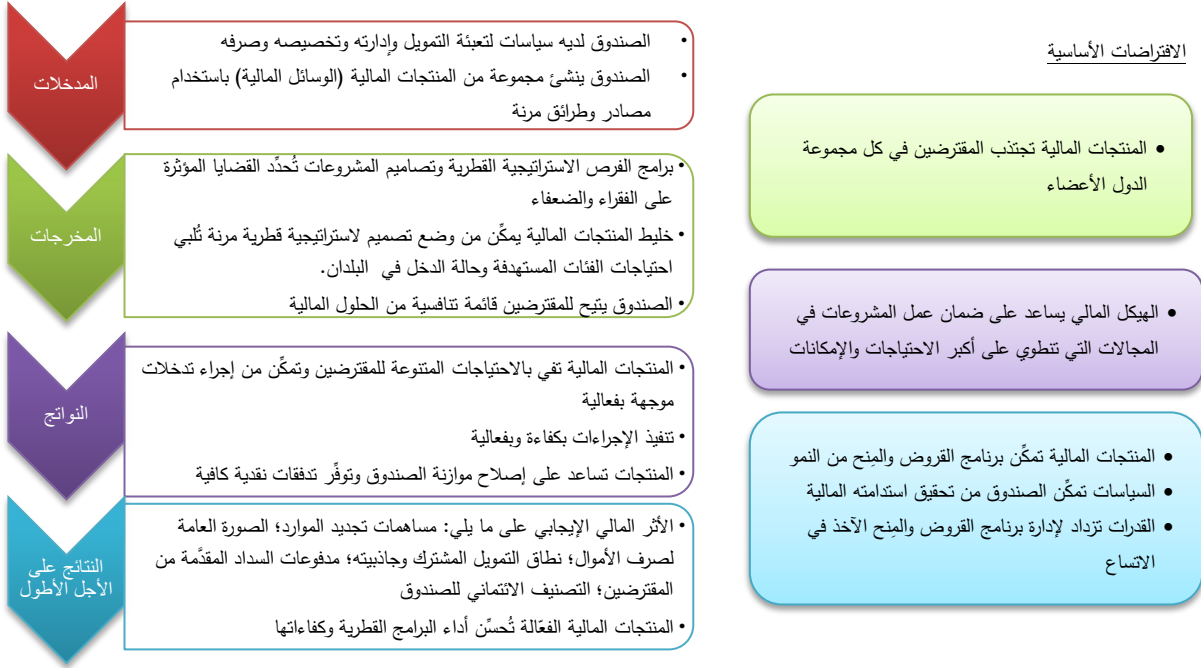 الافتراضات الأساسية
المدخلات
• الصندوق لديه سياسات لتعبئة التمويل وإدارته وتخصيصه وصرفه
• الصندوق ينشئ مجموعة من المنتجات المالية (الوسائل المالية) باستخدام
مصادر وطرائق مرنة
المخرجات
• برامج الفرص الاستراتيجية القطرية وتصاميم المشروعات تُحدِّد القضايا المؤثرة
على الفقراء والضعفاء
• خليط المنتجات المالية يمكِّن من وضع تصميم لاستراتيجية قطرية مرنة تُلبي
احتياجات الفئات المستهدفة وحالة الدخل في البلدان.
• الصندوق يتيح للمقترضين قائمة تنافسية من الحلول المالية
النواتج
• المنتجات المالية تفي بالاحتياجات المتنوعة للمقترضين وتمكِّن من إجراء تدخلات
موجهة بفعالية
• تنفيذ الإجراءات بكفاءة وبفعالية
• المنتجات تساعد على إصلاح موازنة الصندوق وتوفِّر تدفقات نقدية كافية
النتائج على
الأجل الأطول
• الأثر المالي الإيجابي على ما يلي: مساهمات تجديد الموارد؛ الصورة العامة
لصرف الأموال؛ نطاق التمويل المشترك وجاذبيته؛ مدفوعات السداد المقدَّمة من
المقترضين؛ التصنيف الائتماني للصندوق
• المنتجات المالية الفعّالة تُحسِّن أداء البرامج القطرية وكفاءاتها
• المنتجات المالية تجتذب المقترضين في كل مجموعة
الدول الأعضاء
• الهيكل المالي يساعد على ضمان عمل المشروعات في
المجالات التي تنطوي على أكبر الاحتياجات والإمكانات
• المنتجات المالية تمكِّن برنامج القروض والمِنح من النمو
• السياسات تمكِّن الصندوق من تحقيق استدامته المالية
• القدرات تزداد لإدارة برنامج القروض والمِنح الآخذ في
الاتساع